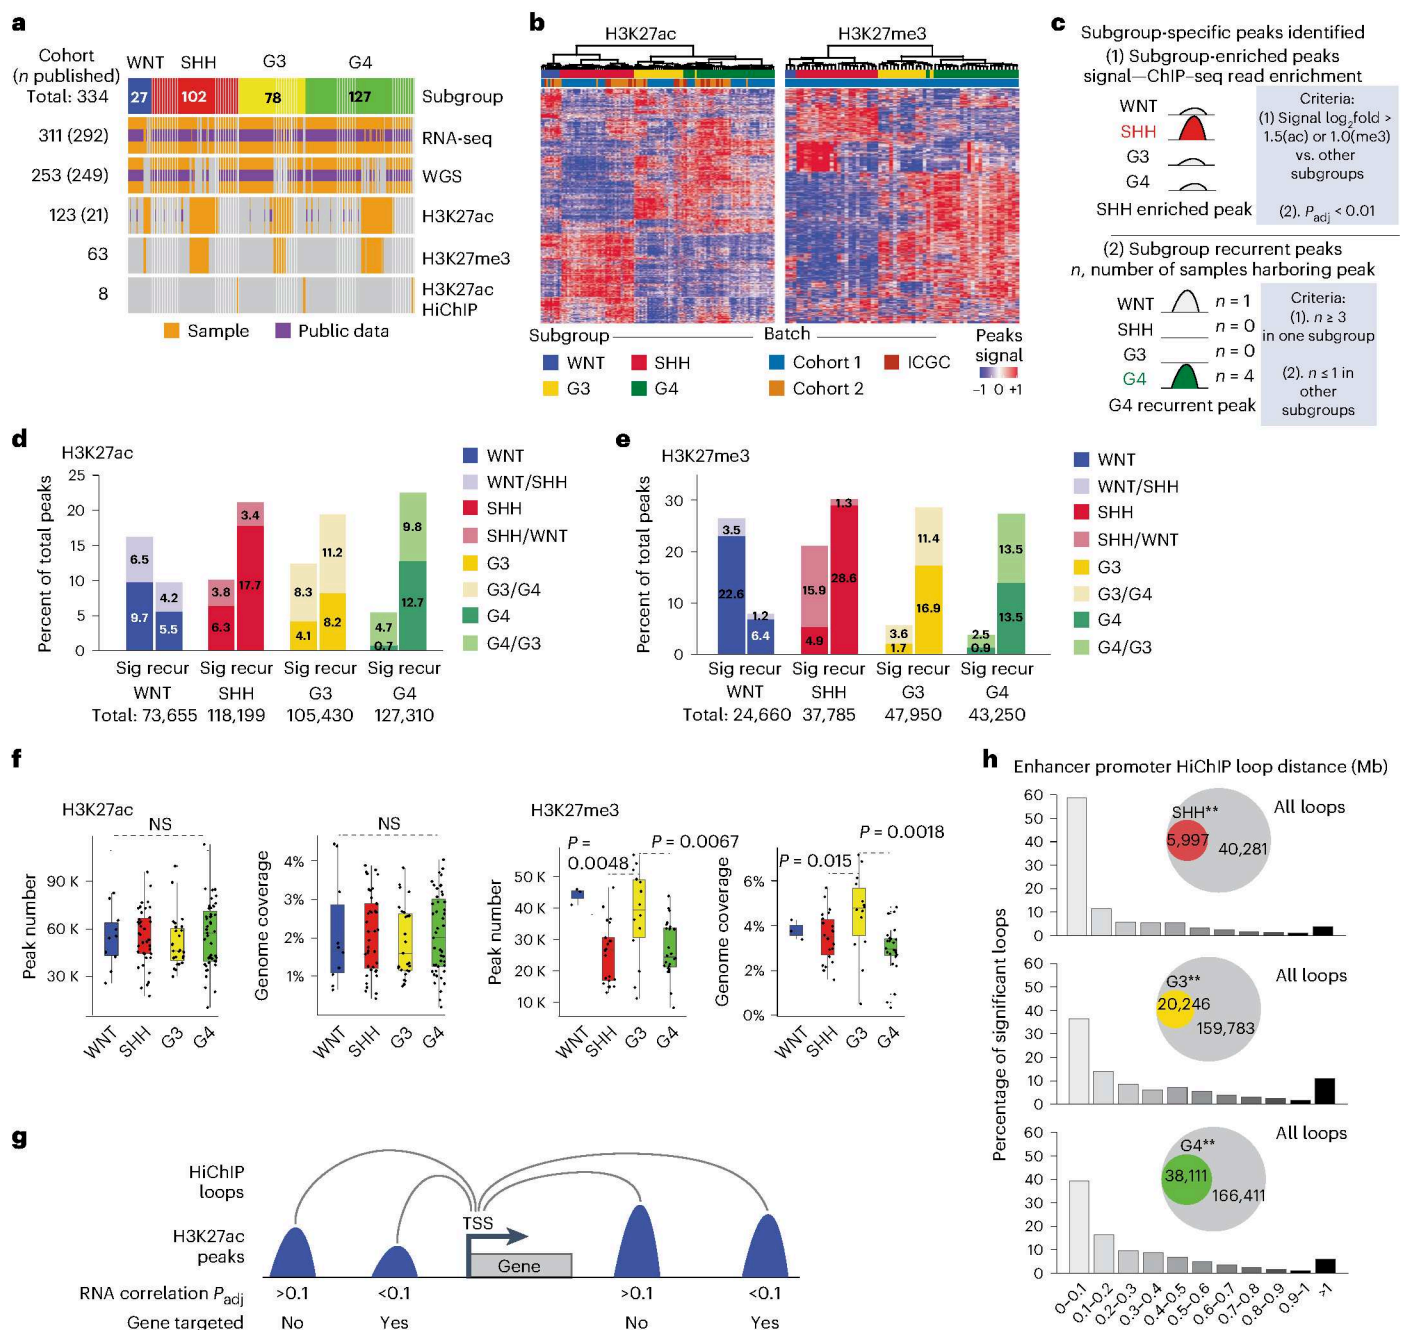 a
Cohort
(n published)
Total: 334
WNT SHH G3 G4
27 102 78 127 Subgroup
311 (292) RNA-seq
253 (249) WGS
123 (21) H3K27ac
63 H3K27me3
8 H3K27ac
HiChIP
Sample Public data
b
H3K27ac H3K27me3
Subgroup Batch Peaks
signal
WNT SHH Cohort 1 ICGC
G3 G4 Cohort 2
–1 0 +1
c
Subgroup-specific peaks identified
(1) Subgroup-enriched peaks
signal—ChIP–seq read enrichment
WNT
SHH
G3
G4
SHH enriched peak
Criteria:
(1) Signal log2fold >
1.5(ac) or 1.0(me3)
vs. other
subgroups
(2). Padj < 0.01
(2) Subgroup recurrent peaks
n, number of samples harboring peak
WNT n = 1
SHH n = 0
G3 n = 0
G4 n = 4
G4 recurrent peak
Criteria:
(1). n ≥ 3
in one subgroup
(2). n ≤ 1 in
other
subgroups
d
H3K27ac
Percent of total peaks
25
20
15
10
5
0
6.5
9.7
4.2
5.5
3.8
6.3
3.4
17.7
8.3
4.1
11.2
8.2
4.7
0.7
9.8
12.7
Sig recur Sig recur Sig recur Sig recur
WNT SHH G3 G4
Total: 73,655 118,199 105,430 127,310
WNT
WNT/SHH
SHH
SHH/WNT
G3
G3/G4
G4
G4/G3
e
H3K27me3
Percent of total peaks
30
20
10
0
3.5
22.6
1.2
6.4
15.9
4.9
1.3
28.6
3.6
1.7
11.4
16.9
2.5
0.9
13.5
13.5
Sig recur Sig recur Sig recur Sig recur
WNT SHH G3 G4
Total: 24,660 37,785 47,950 43,250
WNT
WNT/SHH
SHH
SHH/WNT
G3
G3/G4
G4
G4/G3
f
H3K27ac
NS
Peak number
90 K
60 K
30 K
WNT SHH G3 G4
NS
Genome coverage
4%
3%
2%
1%
WNT SHH G3 G4
H3K27me3
P =
0.0048
P = 0.0067
Peak number
50 K
40 K
30 K
20 K
10 K
WNT SHH G3 G4
P = 0.0018
P = 0.015
Genome coverage
6%
4%
2%
0%
WNT SHH G3 G4
g
HiChIP
loops
H3K27ac
peaks
TSS
Gene
RNA correlation Padj >0.1 <0.1 >0.1 <0.1
Gene targeted No Yes No Yes
h
Enhancer promoter HiChIP loop distance (Mb)
Percentage of significant loops
60
50
40
30
20
10
0
SHH**
5,997
40,281
All loops
60
50
40
30
20
10
0
G3**
20,246
159,783
All loops
60
50
40
30
20
10
0
G4**
38,111
166,411
All loops
0–0.1 0.1–0.2 0.2–0.3 0.3–0.4 0.4–0.5 0.5–0.6 0.6–0.7 0.7–0.8 0.8–0.9 0.9–1 >1